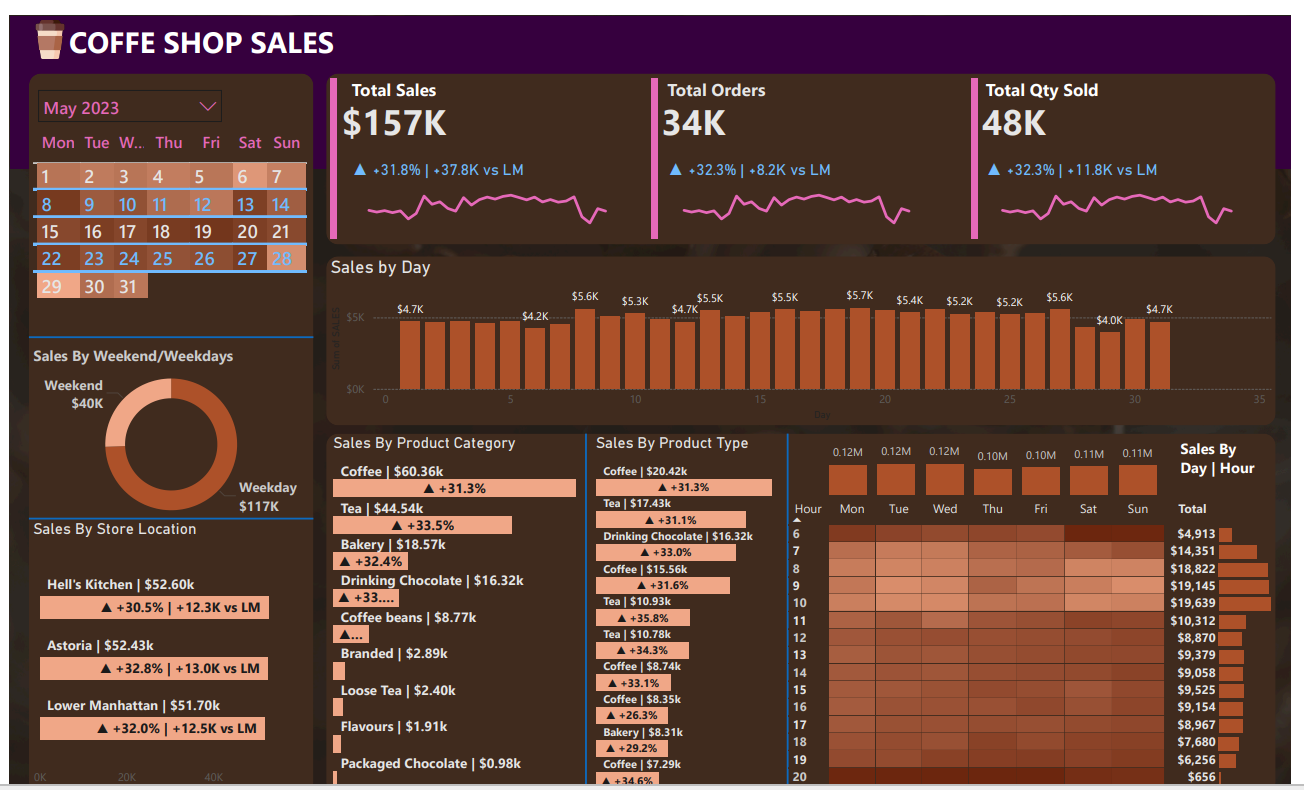 COFFE SHOP SALES
May 2023
Mon Tue W... Thu Fri Sat Sun
1 2 3 4 5 6 7
8 9 10 11 12 13 14
15 16 17 18 19 20 21
22 23 24 25 26 27 28
29 30 31
Total Sales
$157K
▲ +31.8% | +37.8K vs LM
Total Orders
34K
▲ +32.3% | +8.2K vs LM
Total Qty Sold
48K
▲ +32.3% | +11.8K vs LM
Sales by Day
$5K
$0K
$4.7K $4.2K $5.6K $5.3K $4.7K $5.5K $5.5K $5.7K $5.4K $5.2K $5.2K $5.6K $4.0K $4.7K
0 5 10 15 20 25 30 35
Day
Sales By Weekend/Weekdays
Weekend
$40K
Weekday
$117K
Sales By Store Location
Hell's Kitchen | $52.60k
▲ +30.5% | +12.3K vs LM
Astoria | $52.43k
▲ +32.8% | +13.0K vs LM
Lower Manhattan | $51.70k
▲ +32.0% | +12.5K vs LM
0K 20K 40K
Sales By Product Category
Coffee | $60.36k
▲ +31.3%
Tea | $44.54k
▲ +33.5%
Bakery | $18.57k
▲ +32.4%
Drinking Chocolate | $16.32k
▲ +33....
Coffee beans | $8.77k
▲...
Branded | $2.89k
Loose Tea | $2.40k
Flavours | $1.91k
Packaged Chocolate | $0.98k
Sales By Product Type
Coffee | $20.42k
▲ +31.3%
Tea | $17.43k
▲ +31.1%
Drinking Chocolate | $16.32k
▲ +33.0%
Coffee | $15.56k
▲ +31.6%
Tea | $10.93k
▲ +35.8%
Tea | $10.78k
▲ +34.3%
Coffee | $8.74k
▲ +33.1%
Coffee | $8.35k
▲ +26.3%
Bakery | $8.31k
▲ +29.2%
Coffee | $7.29k
▲ +34.6%
Sales By
Day | Hour
0.12M 0.12M 0.12M 0.10M 0.10M 0.11M 0.11M
Hour Mon Tue Wed Thu Fri Sat Sun Total
6 $4,913
7 $14,351
8 $18,822
9 $19,145
10 $19,639
11 $10,312
12 $8,870
13 $9,379
14 $9,058
15 $9,525
16 $9,154
17 $8,967
18 $7,680
19 $6,256
20 $656